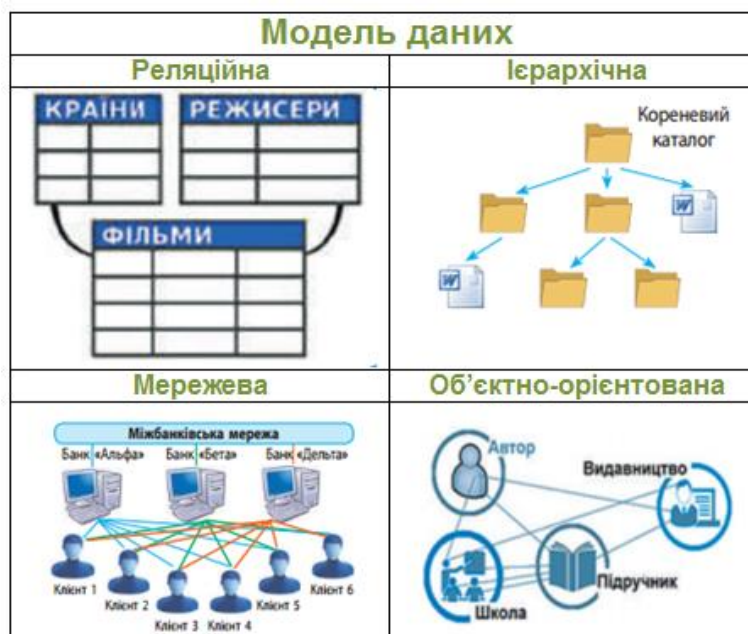 Модель даних
Реляційна
Ієрархічна
КРАЇНИ
РЕЖИСЕРИ
ФІЛЬМИ
Кореневий
каталог
W
W
Мережева
Об’єктно-орієнтована
Міжбанківська мережа
Банк «Альфа» Банк «Бета» Банк «Дельта»
Клієнт 1
Клієнт 2
Клієнт 3
Клієнт 4
Клієнт 5
Клієнт 6
Автор
Видавництво
Підручник
Школа